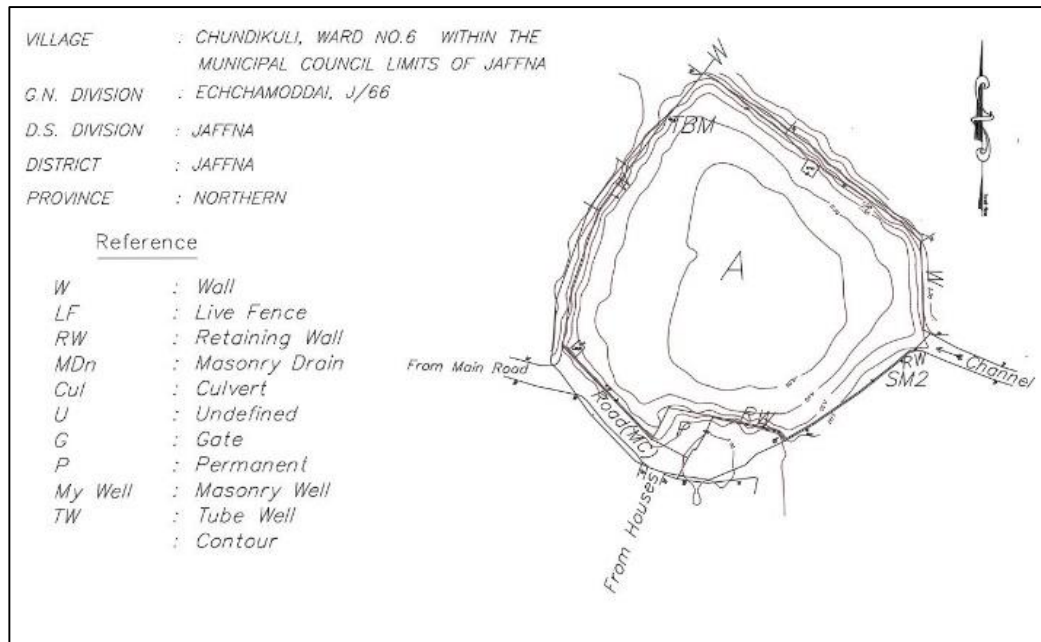 VILLAGE : CHUNDIKULI, WARD NO.6 WITHIN THE
MUNICIPAL COUNCIL LIMITS OF JAFFNA
G.N. DIVISION : ECHCHAMODDAI, J/66
D.S. DIVISION : JAFFNA
DISTRICT : JAFFNA
PROVINCE : NORTHERN
Reference
W : Wall
LF : Live Fence
RW : Retaining Wall
MDn : Masonry Drain
Cul : Culvert
U : Undefined
G : Gate
P : Permanent
My Well : Masonry Well
TW : Tube Well
: Contour
W
TBM
A
W
RW
Channel
SM2
From Main Road
Road(MC)
RW
P
From Houses